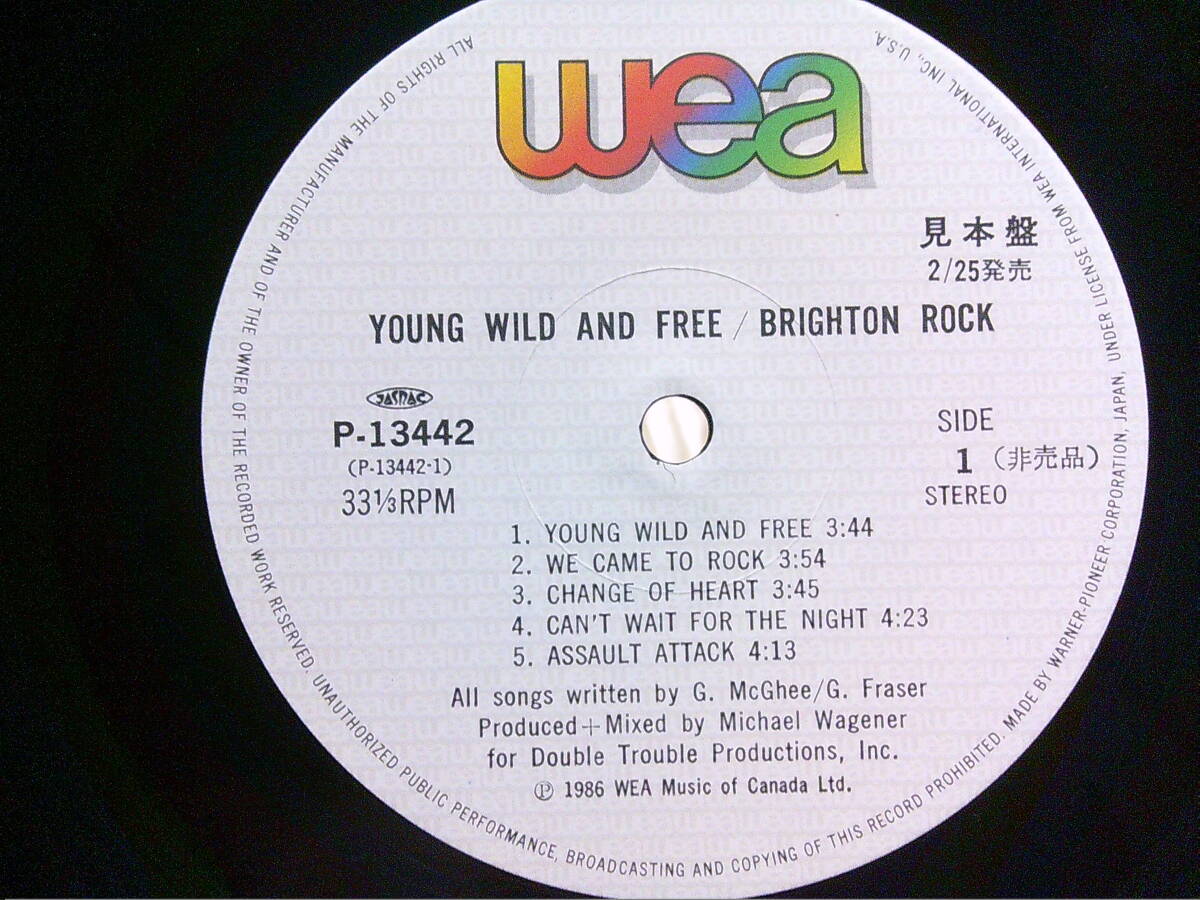 wea
見本盤
2/25発売
YOUNG WILD AND FREE / BRIGHTON ROCK
JASRAC
P-13442
(P-13442-1)
33⅓RPM
SIDE
1 (非売品)
STEREO
1. YOUNG WILD AND FREE 3:44
2. WE CAME TO ROCK 3:54
3. CHANGE OF HEART 3:45
4. CAN'T WAIT FOR THE NIGHT 4:23
5. ASSAULT ATTACK 4:13
All songs written by G. McGhee/G. Fraser
Produced+Mixed by Michael Wagener
for Double Trouble Productions, Inc.
Ⓟ 1986 WEA Music of Canada Ltd.
ALL RIGHTS OF THE MANUFACTURER AND OF THE OWNER OF THE RECORDED WORK RESERVED. UNAUTHORIZED PUBLIC PERFORMANCE, BROADCASTING AND COPYING OF THIS RECORD PROHIBITED. MADE BY WARNER-PIONEER CORPORATION, JAPAN, UNDER LICENSE FROM WEA INTERNATIONAL INC., U.S.A.